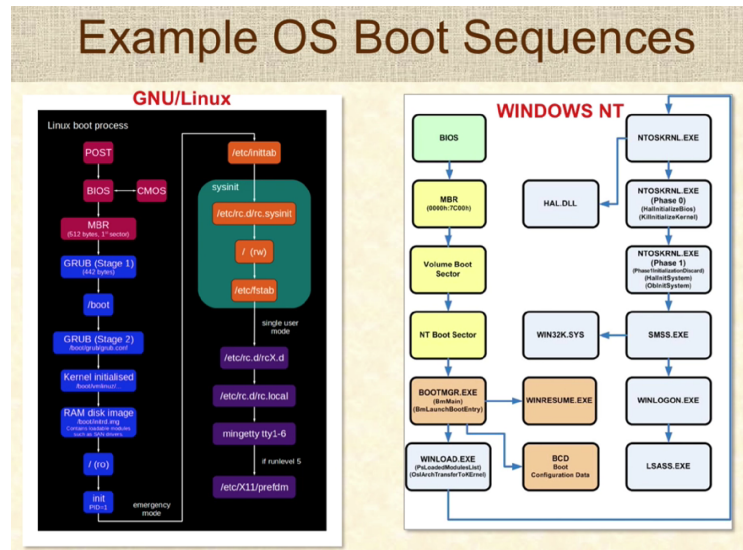 Example OS Boot Sequences
GNU/Linux
Linux boot process
POST
BIOS
CMOS
MBR
(512 bytes, 1st sector)
GRUB (Stage 1)
(442 bytes)
/boot
GRUB (Stage 2)
/boot/grub/grub.conf
Kernel initialised
/boot/vmlinuz/...
RAM disk image
/boot/initrd.img
Contains loadable modules
such as SAN drivers...
/ (ro)
init
PID=1
emergency
mode
/etc/inittab
sysinit
/etc/rc.d/rc.sysinit
/ (rw)
/etc/fstab
single user
mode
/etc/rc.d/rcX.d
/etc/rc.d/rc.local
mingetty tty1-6
if runlevel 5
/etc/X11/prefdm
WINDOWS NT
BIOS
MBR
(0000h:7C00h)
Volume Boot
Sector
NT Boot Sector
BOOTMGR.EXE
(BmMain)
(BmLaunchBootEntry)
WINRESUME.EXE
WINLOAD.EXE
(PsLoadedModulesList)
(OslArchTransferToKErnel)
BCD
Boot
Configuration Data
NTOSKRNL.EXE
HAL.DLL
NTOSKRNL.EXE
(Phase 0)
(HalInitializeBios)
(KiInitializeKernel)
NTOSKRNL.EXE
(Phase 1)
(Phase1InitializationDiscard)
(HalInitSystem)
(ObInitSystem)
WIN32K.SYS
SMSS.EXE
WINLOGON.EXE
LSASS.EXE